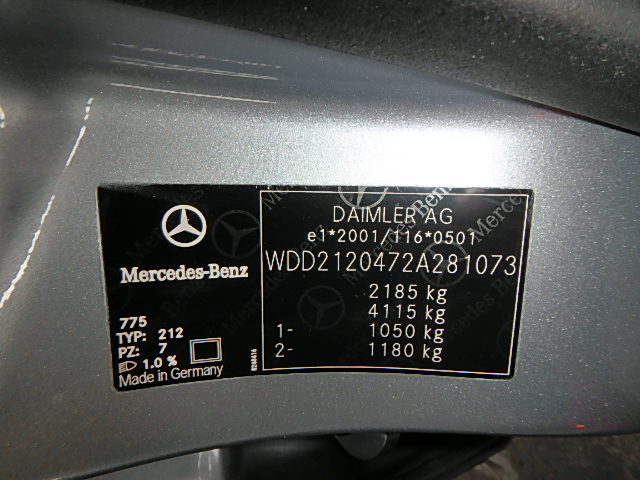 Mercedes-Benz
775
TYP: 212
PZ: 7
1.0 %
Made in Germany
DAIMLER AG
e1*2001/116*0501
WDD2120472A281073
2185 kg
4115 kg
1- 1050 kg
2- 1180 kg